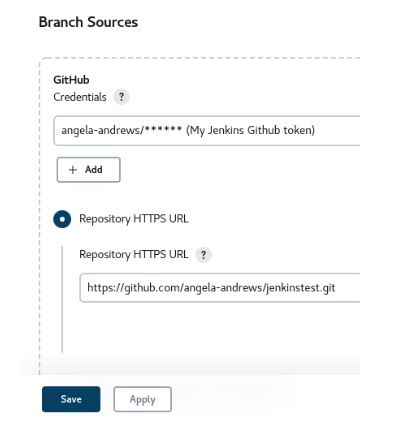 Branch Sources
GitHub
Credentials ?
angela-andrews/****** (My Jenkins Github token)
+ Add
Repository HTTPS URL
Repository HTTPS URL ?
https://github.com/angela-andrews/jenkinstest.git
Save
Apply